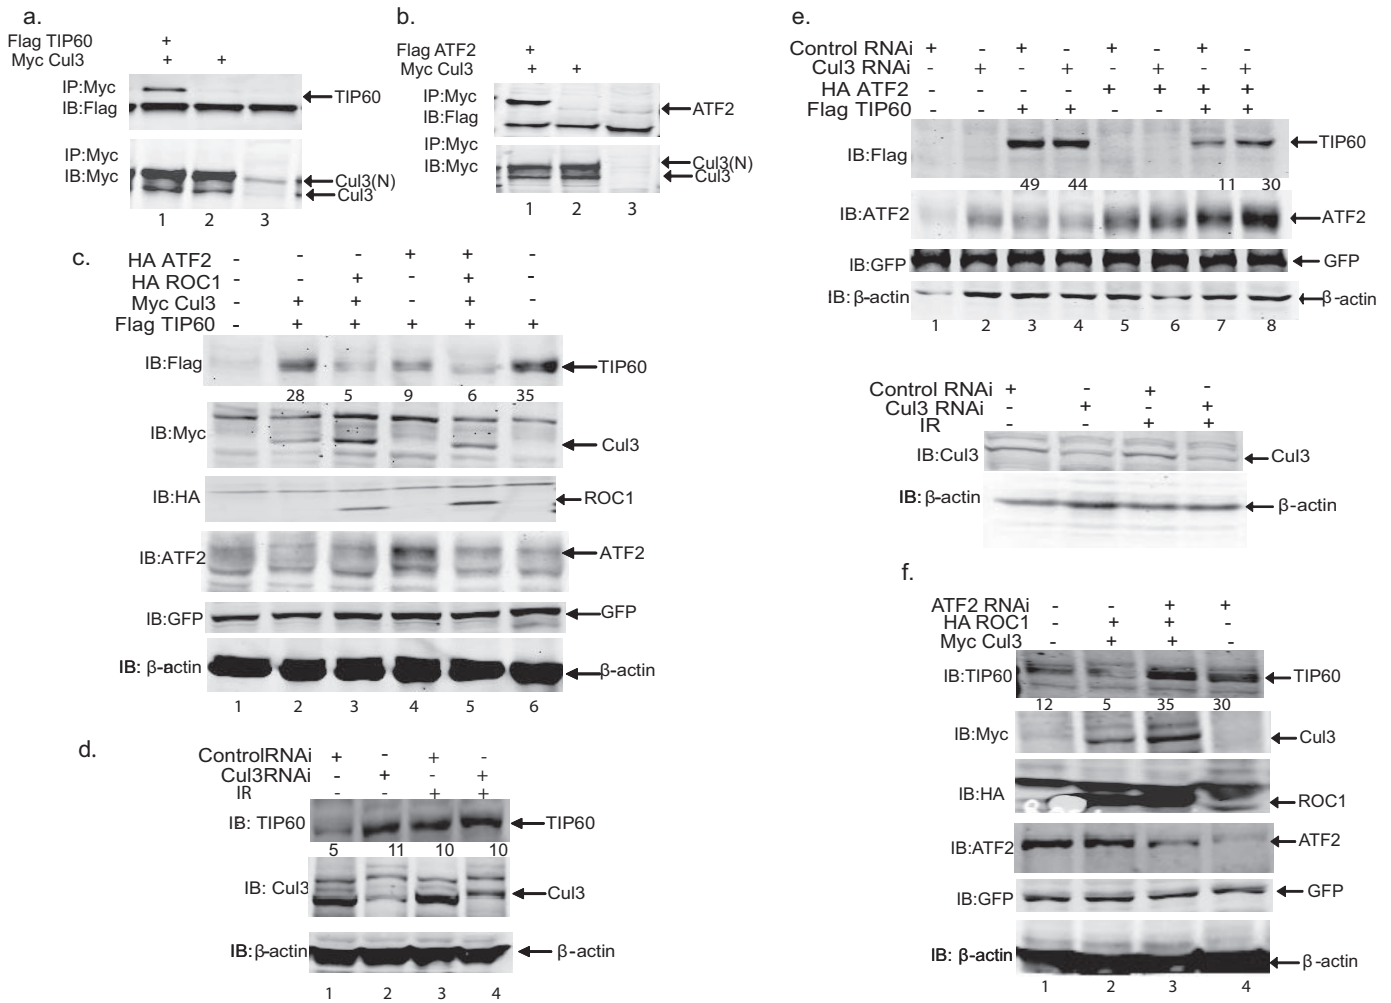 a.
Flag TIP60 +
Myc Cul3 + +
IP:Myc
IB:Flag
TIP60
IP:Myc
IB:Myc
Cul3(N)
Cul3
1 2 3
b.
Flag ATF2 +
Myc Cul3 + +
IP:Myc
IB:Flag
ATF2
IP:Myc
IB:Myc
Cul3(N)
Cul3
1 2 3
c.
HA ATF2 - - - + + -
HA ROC1 - - + - + -
Myc Cul3 - + + - + -
Flag TIP60 - + + + + +
IB:Flag TIP60
28 5 9 6 35
IB:Myc Cul3
IB:HA ROC1
IB:ATF2 ATF2
IB:GFP GFP
IB: β-actin β-actin
1 2 3 4 5 6
d.
ControlRNAi + - + -
Cul3RNAi - + - +
IR - - + +
IB: TIP60 TIP60
5 11 10 10
IB: Cul3 Cul3
IB:β-actin β-actin
1 2 3 4
e.
Control RNAi + - + - + - + -
Cul3 RNAi - + - + - + - +
HA ATF2 - - - - + + + +
Flag TIP60 - - + + - - + +
IB:Flag TIP60
49 44 11 30
IB:ATF2 ATF2
IB:GFP GFP
IB: β-actin β-actin
1 2 3 4 5 6 7 8
Control RNAi + - + -
Cul3 RNAi - + - +
IR - - + +
IB:Cul3 Cul3
IB: β-actin β-actin
f.
ATF2 RNAi - - + +
HA ROC1 - + + -
Myc Cul3 - + + -
IB:TIP60 TIP60
12 5 35 30
IB:Myc Cul3
IB:HA ROC1
IB:ATF2 ATF2
IB:GFP GFP
IB: β-actin β-actin
1 2 3 4